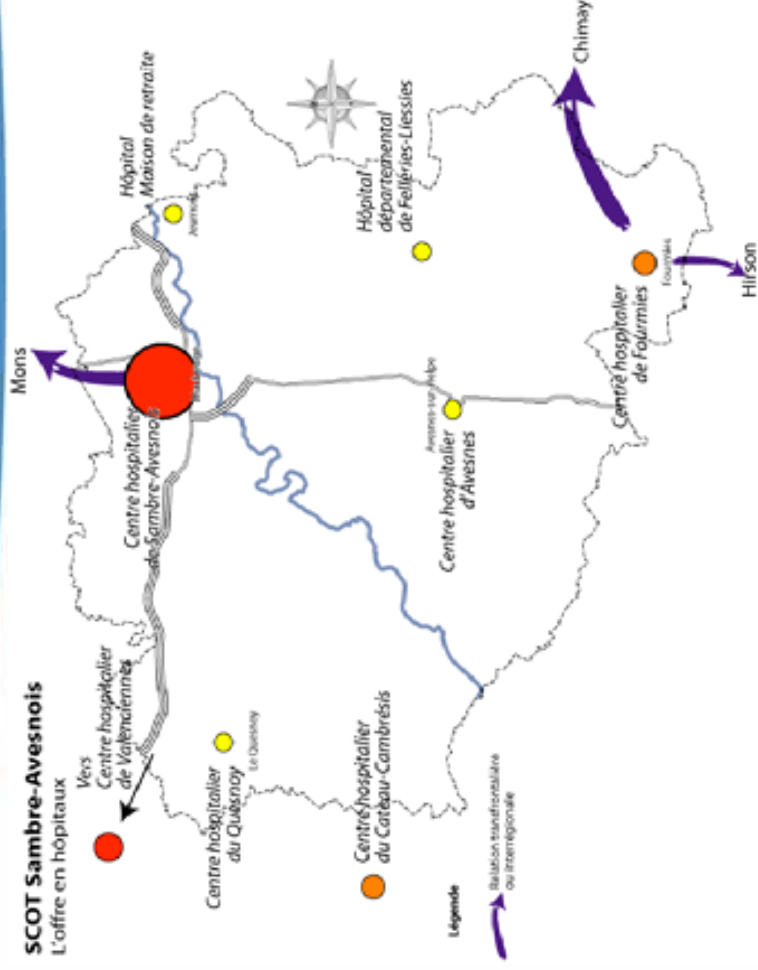 SCOT Sambre-Avesnois
L'offre en hôpitaux
Vers
Centre hospitalier
de Valenciennes
Mons
Centre hospitalier
de Sambre-Avesnois
Hôpital
Maison de retraite
Jeumont
Centre hospitalier
du Quesnoy
Le Quesnoy
Hôpital
départemental
de Felleries-Liessies
Centre hospitalier
du Cateau-Cambrésis
Avesnes-sur-Helpe
Centre hospitalier
d'Avesnes
Chimay
Centre hospitalier
de Fourmies
Fourmies
Hirson
Légende
Relation transfrontalière
ou interrégionale